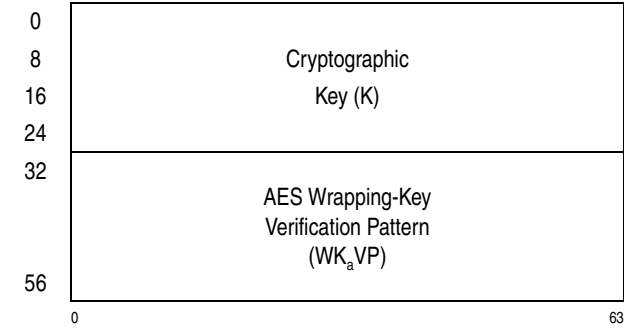 0
8 Cryptographic
16 Key (K)
24
32
AES Wrapping-Key
Verification Pattern
(WKaVP)
56
0 63